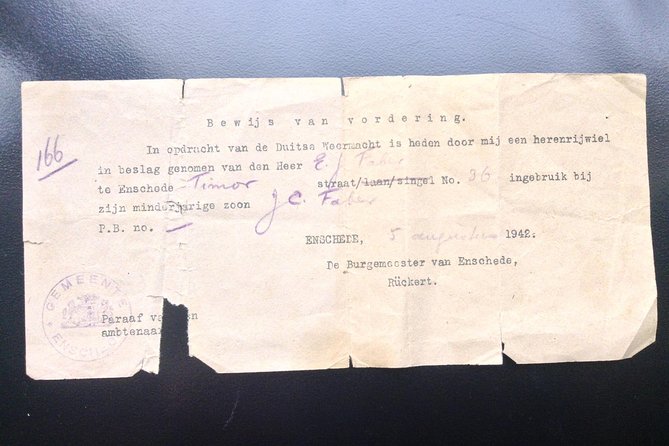 Bewijs van vordering.
166
In opdracht van de Duitse Weermacht is heden door mij een herenrijwiel
in beslag genomen van den Heer E. J Faber
te Enschede Timor straat/laan/singel No. 36 ingebruik bij
zijn minderjarige zoon J C. Faber
P.B. no. —
ENSCHEDE, 5 augustus 1942.
De Burgemeester van Enschede,
Rückert.
GEMEENTE
ENSCHEDE
Paraaf
ambtenaar